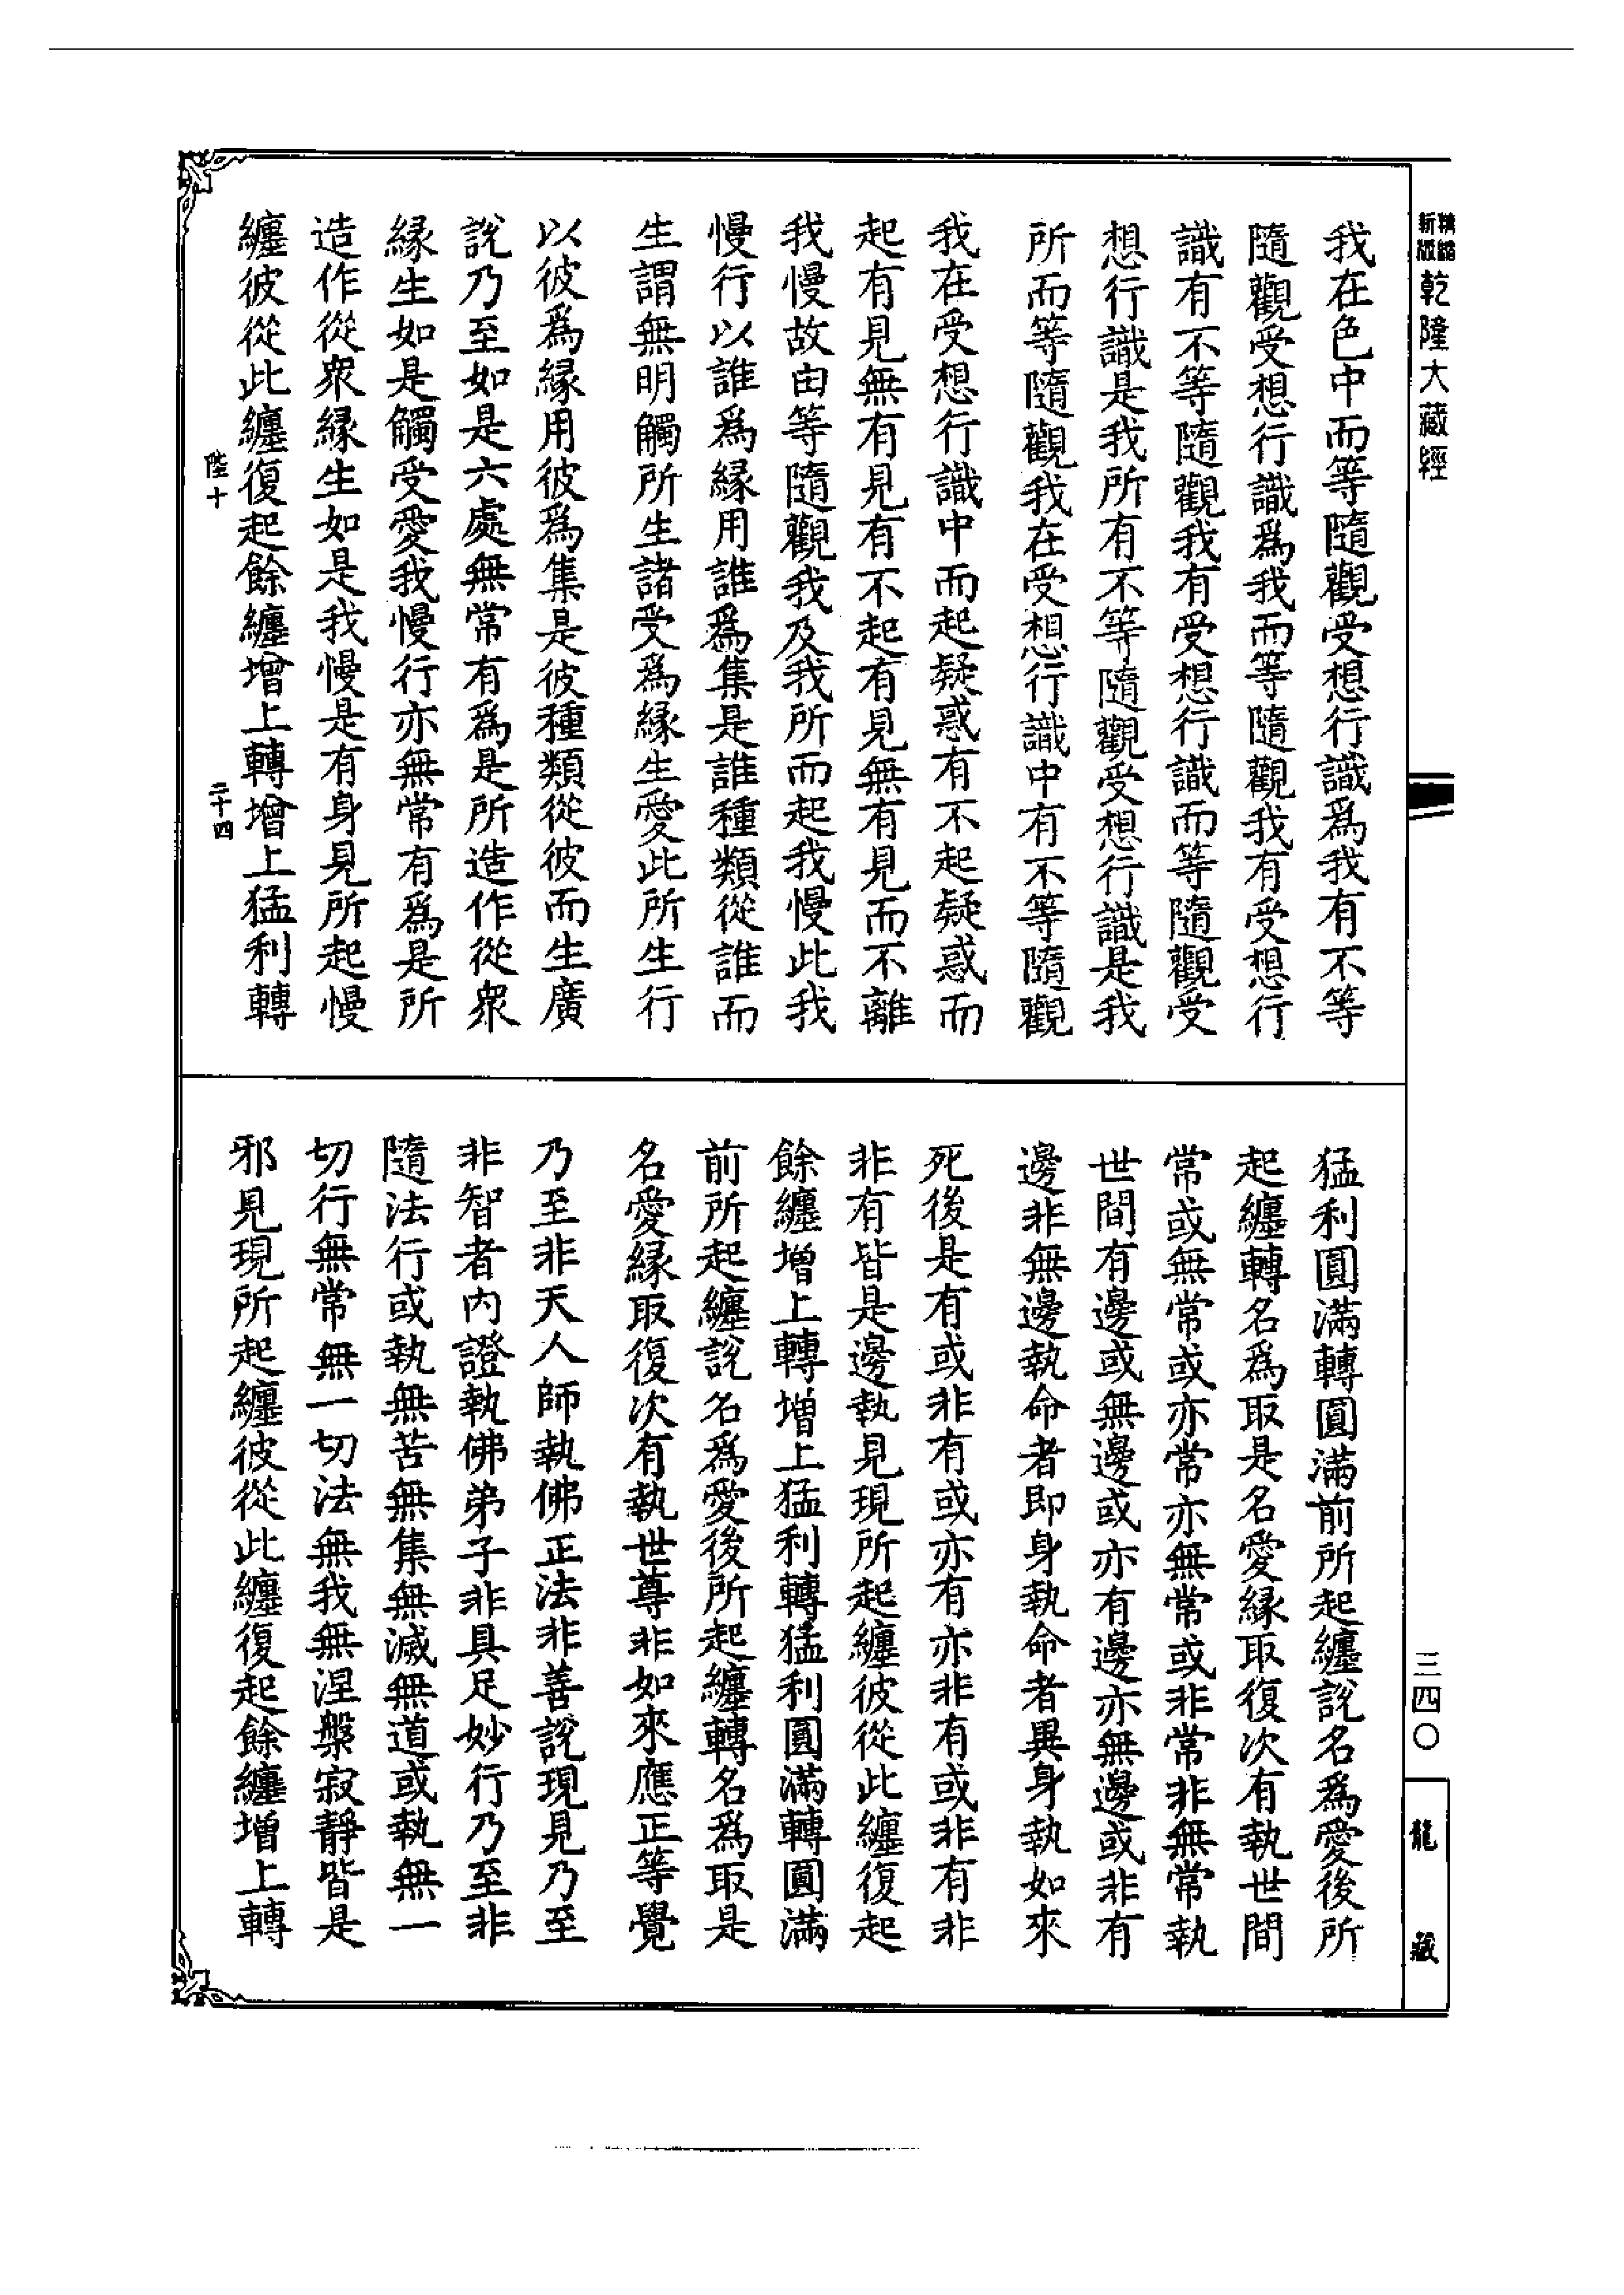 精縮
新版
乾隆大藏經
我在色中而等隨觀受想行識為我有不等
隨觀受想行識為我而等隨觀我有受想行
識有不等隨觀我有受想行識而等隨觀受
想行識是我所有不等隨觀受想行識是我
所而等隨觀我在受想行識中有不等隨觀
我在受想行識中而起疑惑有不起疑惑而
起有見無有見有不起有見無有見而不離
我慢故由等隨觀我及我所而起我慢此我
慢行以誰為緣用誰為集是誰種類從誰而
生謂無明觸所生諸受為緣生愛此所生行
以彼為緣用彼為集是彼種類從彼而生廣
說乃至如是六處無常有為是所造作從衆
緣生如是觸受愛我慢行亦無常有為是所
造作從衆緣生如是我慢是有身見所起慢
纏彼從此纏復起餘纏增上轉增上猛利轉
陛十
二十四
猛利圓滿轉圓滿前所起纏說名為愛後所
起纏轉名為取是名愛緣取復次有執世間
常或無常或亦常亦無常或非常非無常執
世間有邊或無邊或亦有邊亦無邊或非有
邊非無邊執命者即身執命者異身執如來
死後是有或非有或亦有亦非有或非有非
非有皆是邊執見現所起纏彼從此纏復起
餘纏增上轉增上猛利轉猛利圓滿轉圓滿
前所起纏說名為愛後所起纏轉名為取是
名愛緣取復次有執世尊非如來應正等覺
乃至非天人師執佛正法非善說現見乃至
非智者內證執佛弟子非具足妙行乃至非
隨法行或執無苦無集無滅無道或執無一
切行無常無一切法無我無涅槃寂靜皆是
邪見現所起纏彼從此纏復起餘纏增上轉
三四〇
龍藏